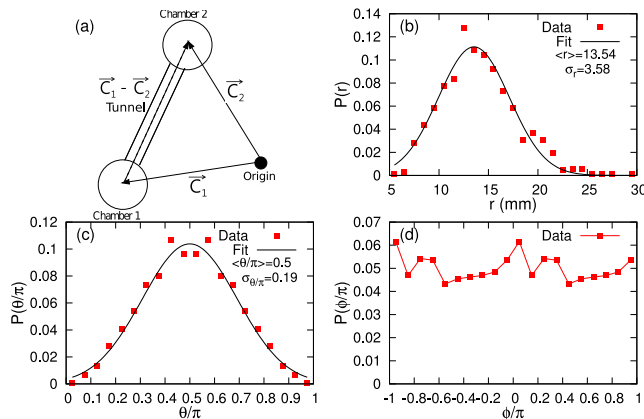 (a)
Chamber 2
C₁ - C₂
Tunnel
C₂
Origin
C₁
Chamber 1
(b)
Data
Fit
<r>=13.54
σr=3.58
P(r)
0.14
0.12
0.1
0.08
0.06
0.04
0.02
0
5 10 15 20 25 30
r (mm)
(c)
Data
Fit
<θ/π>=0.5
σθ/π=0.19
P(θ/π)
0.12
0.1
0.08
0.06
0.04
0.02
0
0 0.1 0.2 0.3 0.4 0.5 0.6 0.7 0.8 0.9 1
θ/π
(d)
Data
P(ϕ/π)
0.07
0.06
0.05
0.04
0.03
0.02
0.01
0
-1 -0.8 -0.6 -0.4 -0.2 0 0.2 0.4 0.6 0.8 1
ϕ/π